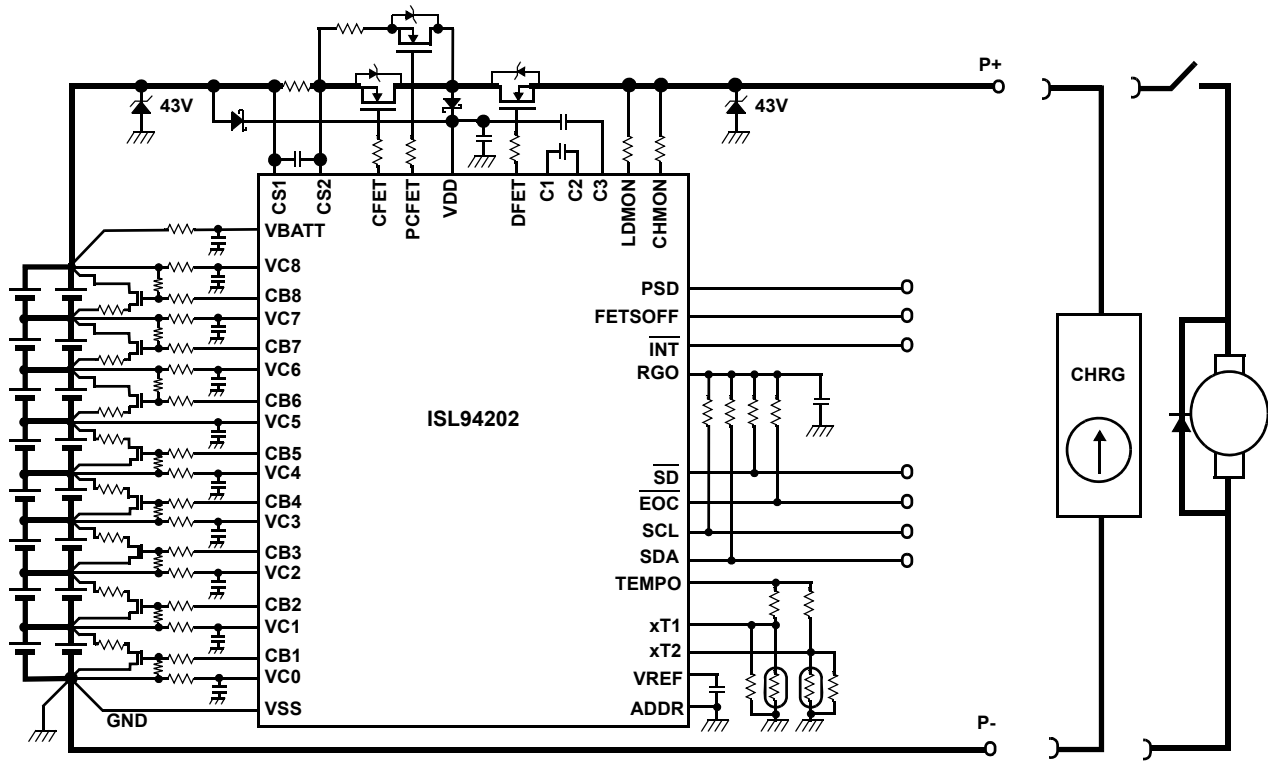 P+
43V
43V
CS1
CS2
CFET
PCFET
VDD
DFET
C1
C2
C3
LDMON
CHMON
VBATT
VC8
CB8
VC7
CB7
VC6
CB6
VC5
CB5
VC4
CB4
VC3
CB3
VC2
CB2
VC1
CB1
VC0
VSS
GND
ISL94202
PSD
FETSOFF
INT
RGO
SD
EOC
SCL
SDA
TEMPO
xT1
xT2
VREF
ADDR
CHRG
P-